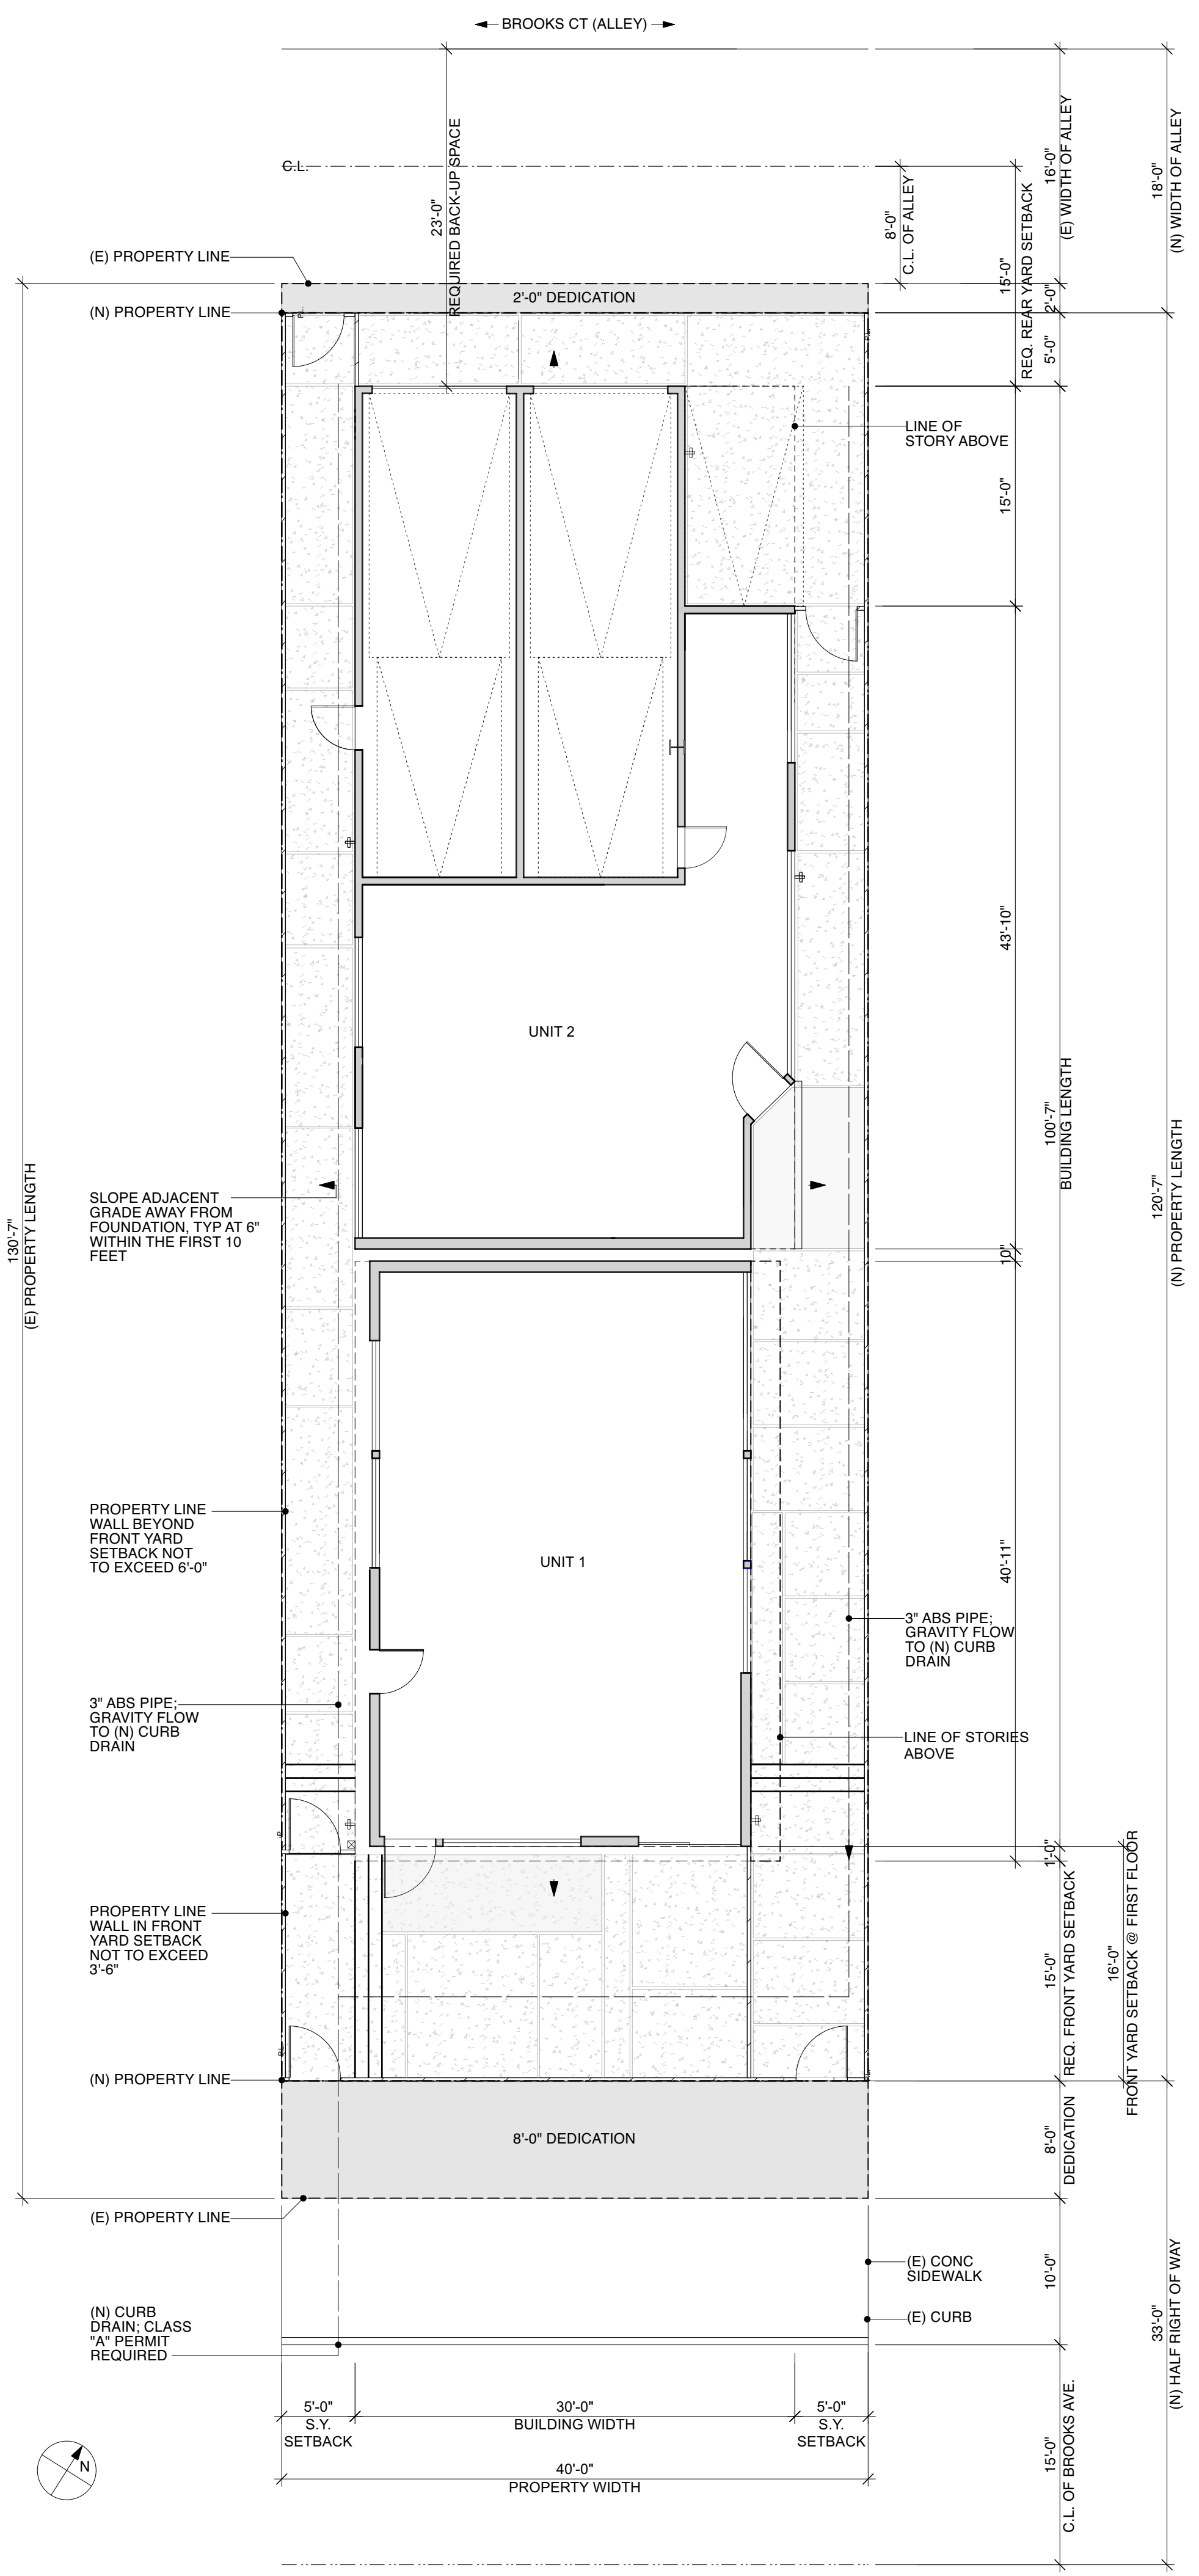 BROOKS CT (ALLEY)
C.L.
23'-0"
REQUIRED BACK-UP SPACE
8'-0"
C.L. OF ALLEY
15'-0"
REQ. REAR YARD SETBACK
16'-0"
(E) WIDTH OF ALLEY
18'-0"
(N) WIDTH OF ALLEY
2'-0"
5'-0"
(E) PROPERTY LINE
2'-0" DEDICATION
(N) PROPERTY LINE
P.L.
P.L.
LINE OF
STORY ABOVE
15'-0"
43'-10"
UNIT 2
100'-7"
BUILDING LENGTH
120'-7"
(N) PROPERTY LENGTH
130'-7"
(E) PROPERTY LENGTH
SLOPE ADJACENT
GRADE AWAY FROM
FOUNDATION, TYP AT 6"
WITHIN THE FIRST 10
FEET
10"
PROPERTY LINE
WALL BEYOND
FRONT YARD
SETBACK NOT
TO EXCEED 6'-0"
UNIT 1
40'-11"
3" ABS PIPE;
GRAVITY FLOW
TO (N) CURB
DRAIN
3" ABS PIPE;
GRAVITY FLOW
TO (N) CURB
DRAIN
LINE OF STORIES
ABOVE
1'-0"
PROPERTY LINE
WALL IN FRONT
YARD SETBACK
NOT TO EXCEED
3'-6"
15'-0"
REQ. FRONT YARD SETBACK
16'-0"
FRONT YARD SETBACK @ FIRST FLOOR
P.L.
(N) PROPERTY LINE
8'-0" DEDICATION
8'-0"
DEDICATION
(E) PROPERTY LINE
(E) CONC
SIDEWALK
10'-0"
(E) CURB
(N) CURB
DRAIN; CLASS
"A" PERMIT
REQUIRED
33'-0"
(N) HALF RIGHT OF WAY
5'-0"
S.Y.
SETBACK
30'-0"
BUILDING WIDTH
5'-0"
S.Y.
SETBACK
15'-0"
C.L. OF BROOKS AVE.
40'-0"
PROPERTY WIDTH
N